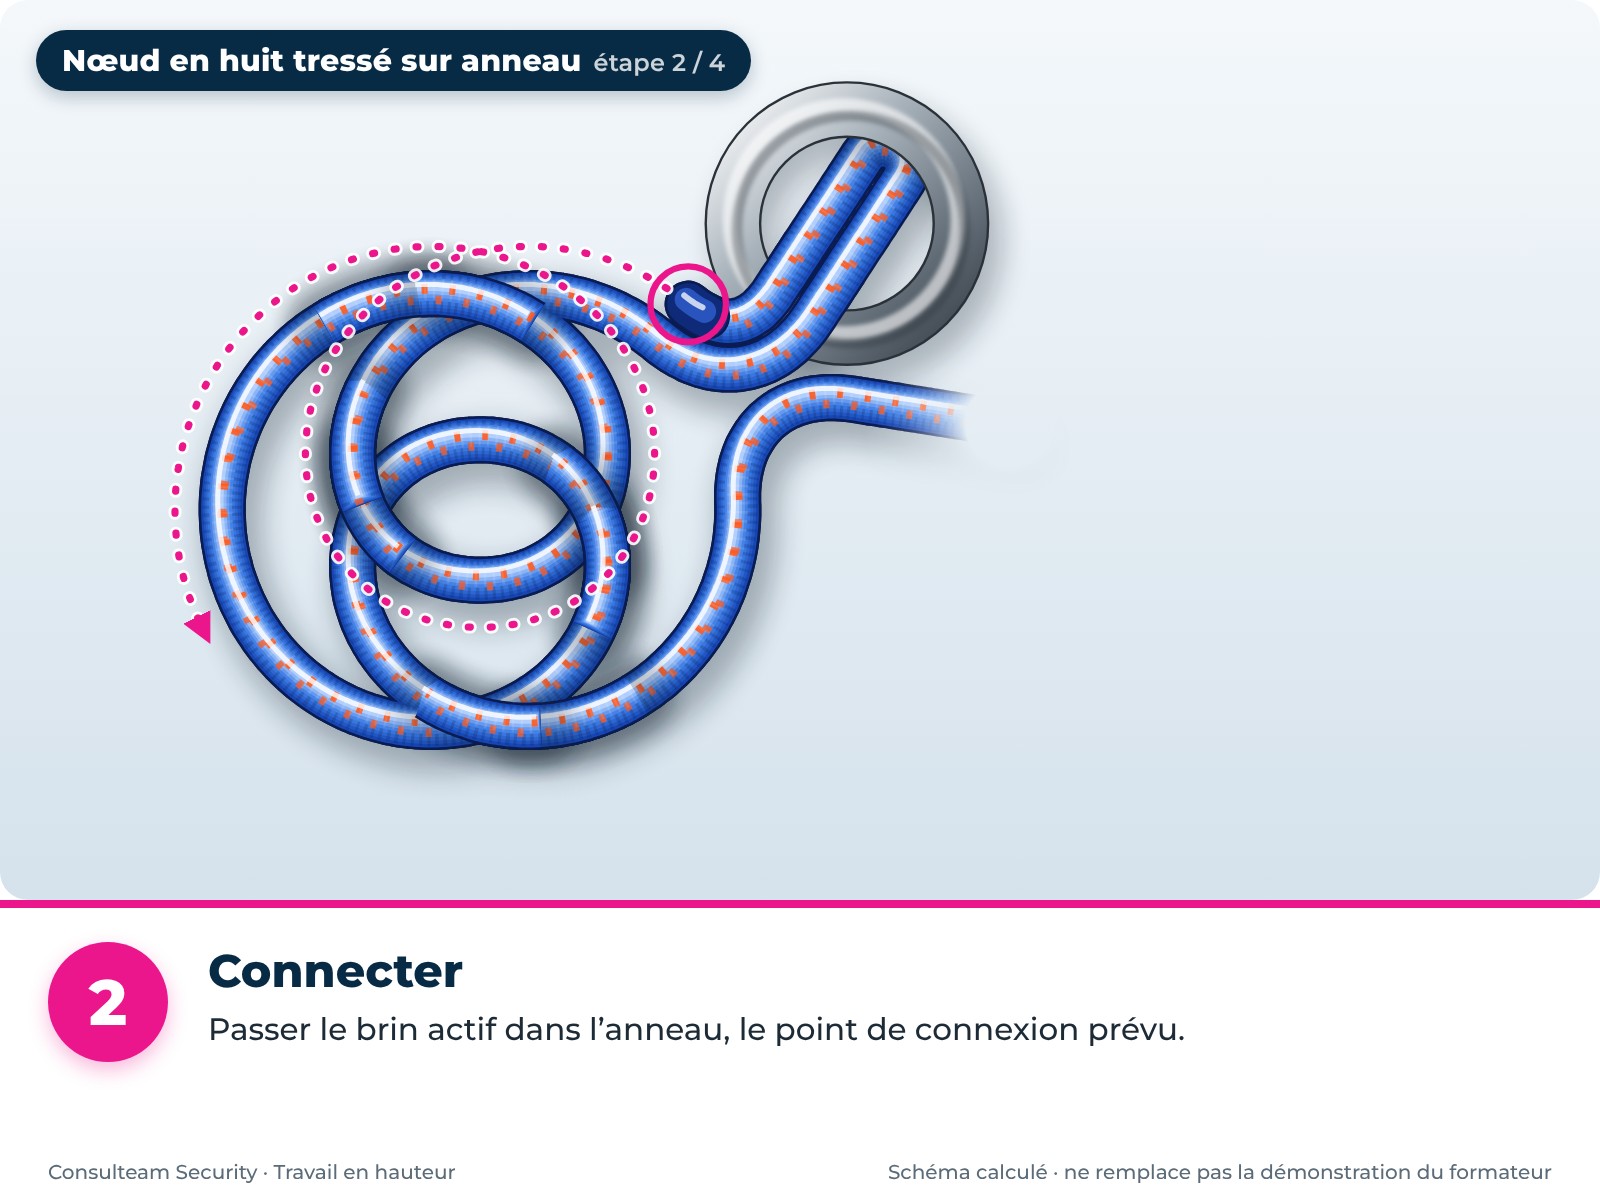 Nœud en huit tressé sur anneau étape 2 / 4
2
Connecter
Passer le brin actif dans l’anneau, le point de connexion prévu.
Consulteam Security · Travail en hauteur
Schéma calculé · ne remplace pas la démonstration du formateur